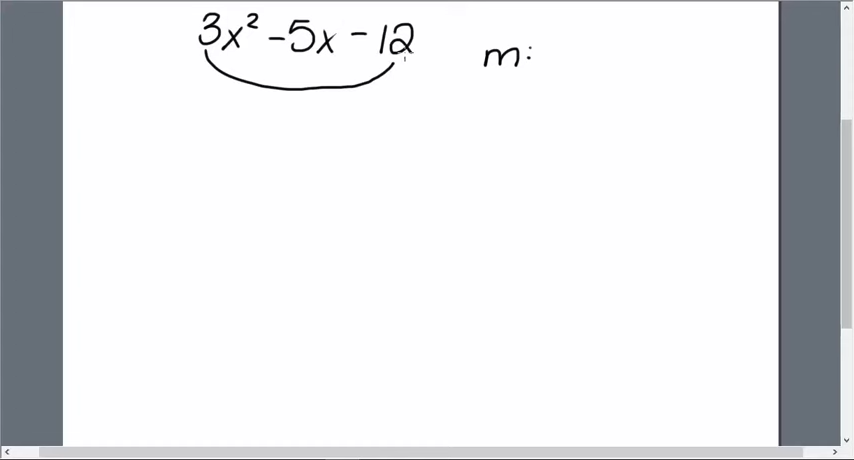 3x² - 5x - 12
m: